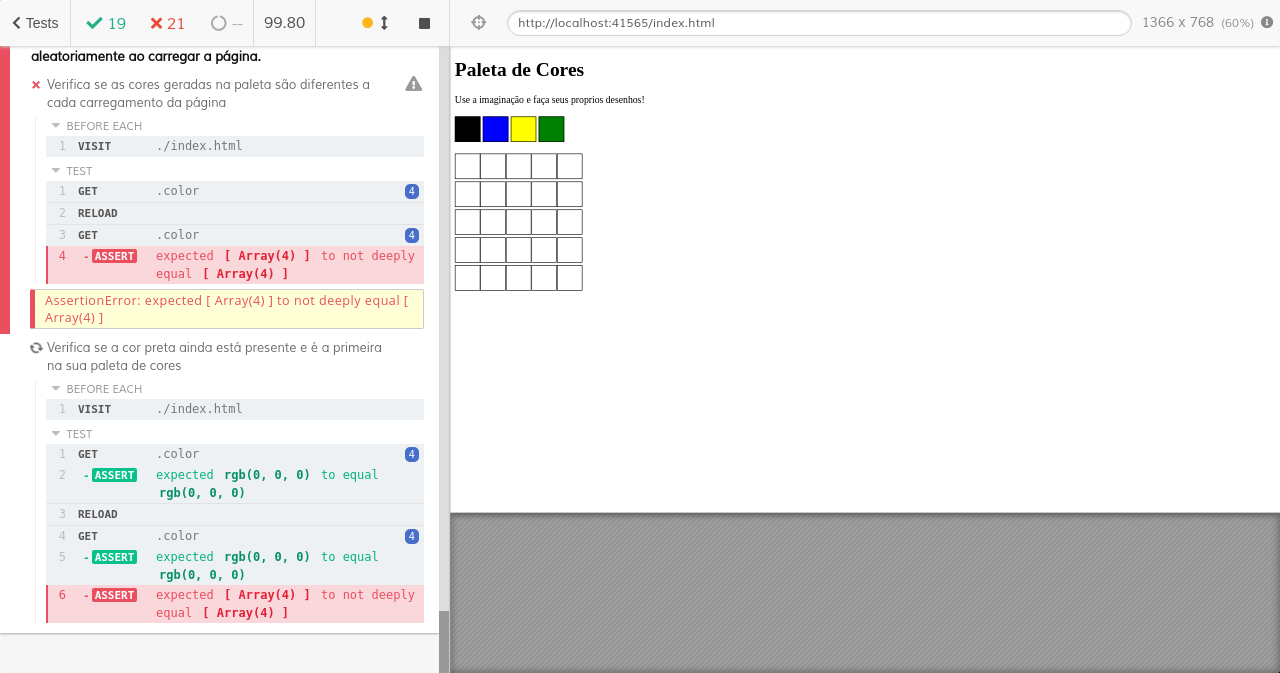 Tests 19 21 -- 99.80
http://localhost:41565/index.html 1366 x 768 (60%)
aleatoriamente ao carregar a página.
Verifica se as cores geradas na paleta são diferentes a
cada carregamento da página
BEFORE EACH
1 VISIT ./index.html
TEST
1 GET .color 4
2 RELOAD
3 GET .color 4
4 -ASSERT expected [ Array(4) ] to not deeply
equal [ Array(4) ]
AssertionError: expected [ Array(4) ] to not deeply equal [
Array(4) ]
Verifica se a cor preta ainda está presente e é a primeira
na sua paleta de cores
BEFORE EACH
1 VISIT ./index.html
TEST
1 GET .color 4
2 -ASSERT expected rgb(0, 0, 0) to equal
rgb(0, 0, 0)
3 RELOAD
4 GET .color 4
5 -ASSERT expected rgb(0, 0, 0) to equal
rgb(0, 0, 0)
6 -ASSERT expected [ Array(4) ] to not deeply
equal [ Array(4) ]
Paleta de Cores
Use a imaginação e faça seus proprios desenhos!